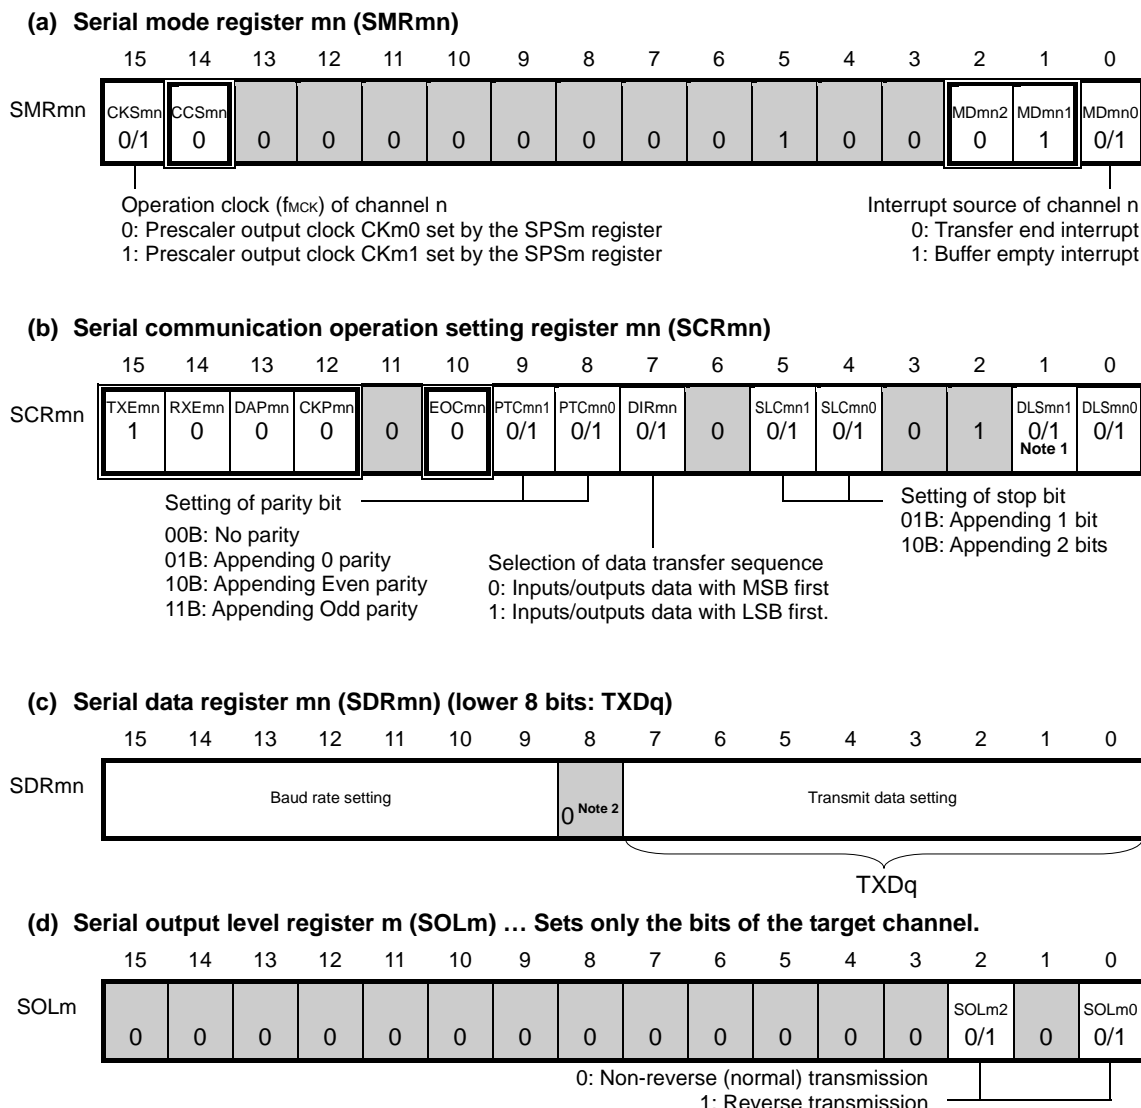 (a) Serial mode register mn (SMRmn)
15 14 13 12 11 10 9 8 7 6 5 4 3 2 1 0
SMRmn
CKSmn CCSmn MDmn2 MDmn1 MDmn0
0/1 0 0 0 0 0 0 0 0 0 1 0 0 0 1 0/1
Operation clock (fMCK) of channel n
0: Prescaler output clock CKm0 set by the SPSm register
1: Prescaler output clock CKm1 set by the SPSm register
Interrupt source of channel n
0: Transfer end interrupt
1: Buffer empty interrupt
(b) Serial communication operation setting register mn (SCRmn)
15 14 13 12 11 10 9 8 7 6 5 4 3 2 1 0
SCRmn
TXEmn RXEmn DAPmn CKPmn EOCmn PTCmn1 PTCmn0 DIRmn SLCmn1 SLCmn0 DLSmn1 DLSmn0
1 0 0 0 0 0 0/1 0/1 0/1 0 0/1 0/1 0 1 0/1 0/1
Note 1
Setting of parity bit
00B: No parity
01B: Appending 0 parity
10B: Appending Even parity
11B: Appending Odd parity
Selection of data transfer sequence
0: Inputs/outputs data with MSB first
1: Inputs/outputs data with LSB first.
Setting of stop bit
01B: Appending 1 bit
10B: Appending 2 bits
(c) Serial data register mn (SDRmn) (lower 8 bits: TXDq)
15 14 13 12 11 10 9 8 7 6 5 4 3 2 1 0
SDRmn
Baud rate setting 0 Note 2 Transmit data setting
TXDq
(d) Serial output level register m (SOLm) … Sets only the bits of the target channel.
15 14 13 12 11 10 9 8 7 6 5 4 3 2 1 0
SOLm
SOLm2 SOLm0
0 0 0 0 0 0 0 0 0 0 0 0 0 0/1 0 0/1
0: Non-reverse (normal) transmission
1: Reverse transmission